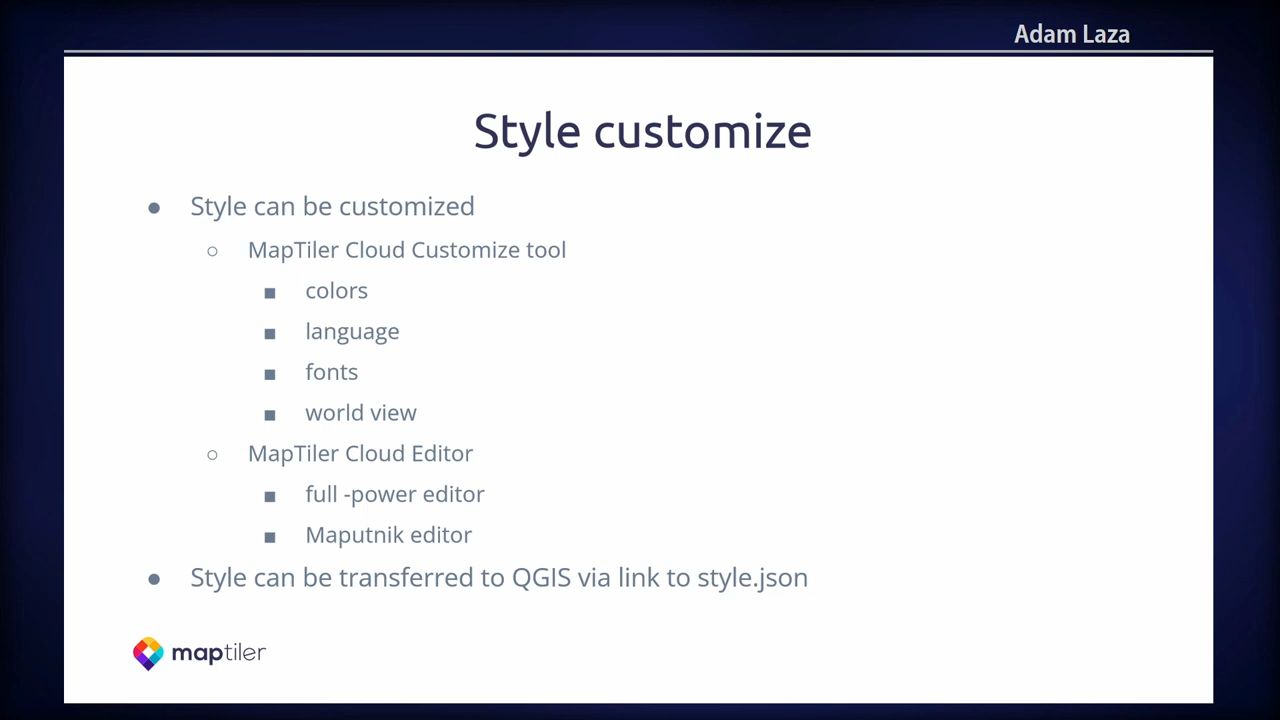 Adam Laza
Style customize
● Style can be customized
○ MapTiler Cloud Customize tool
■ colors
■ language
■ fonts
■ world view
○ MapTiler Cloud Editor
■ full -power editor
■ Maputnik editor
● Style can be transferred to QGIS via link to style.json
maptiler